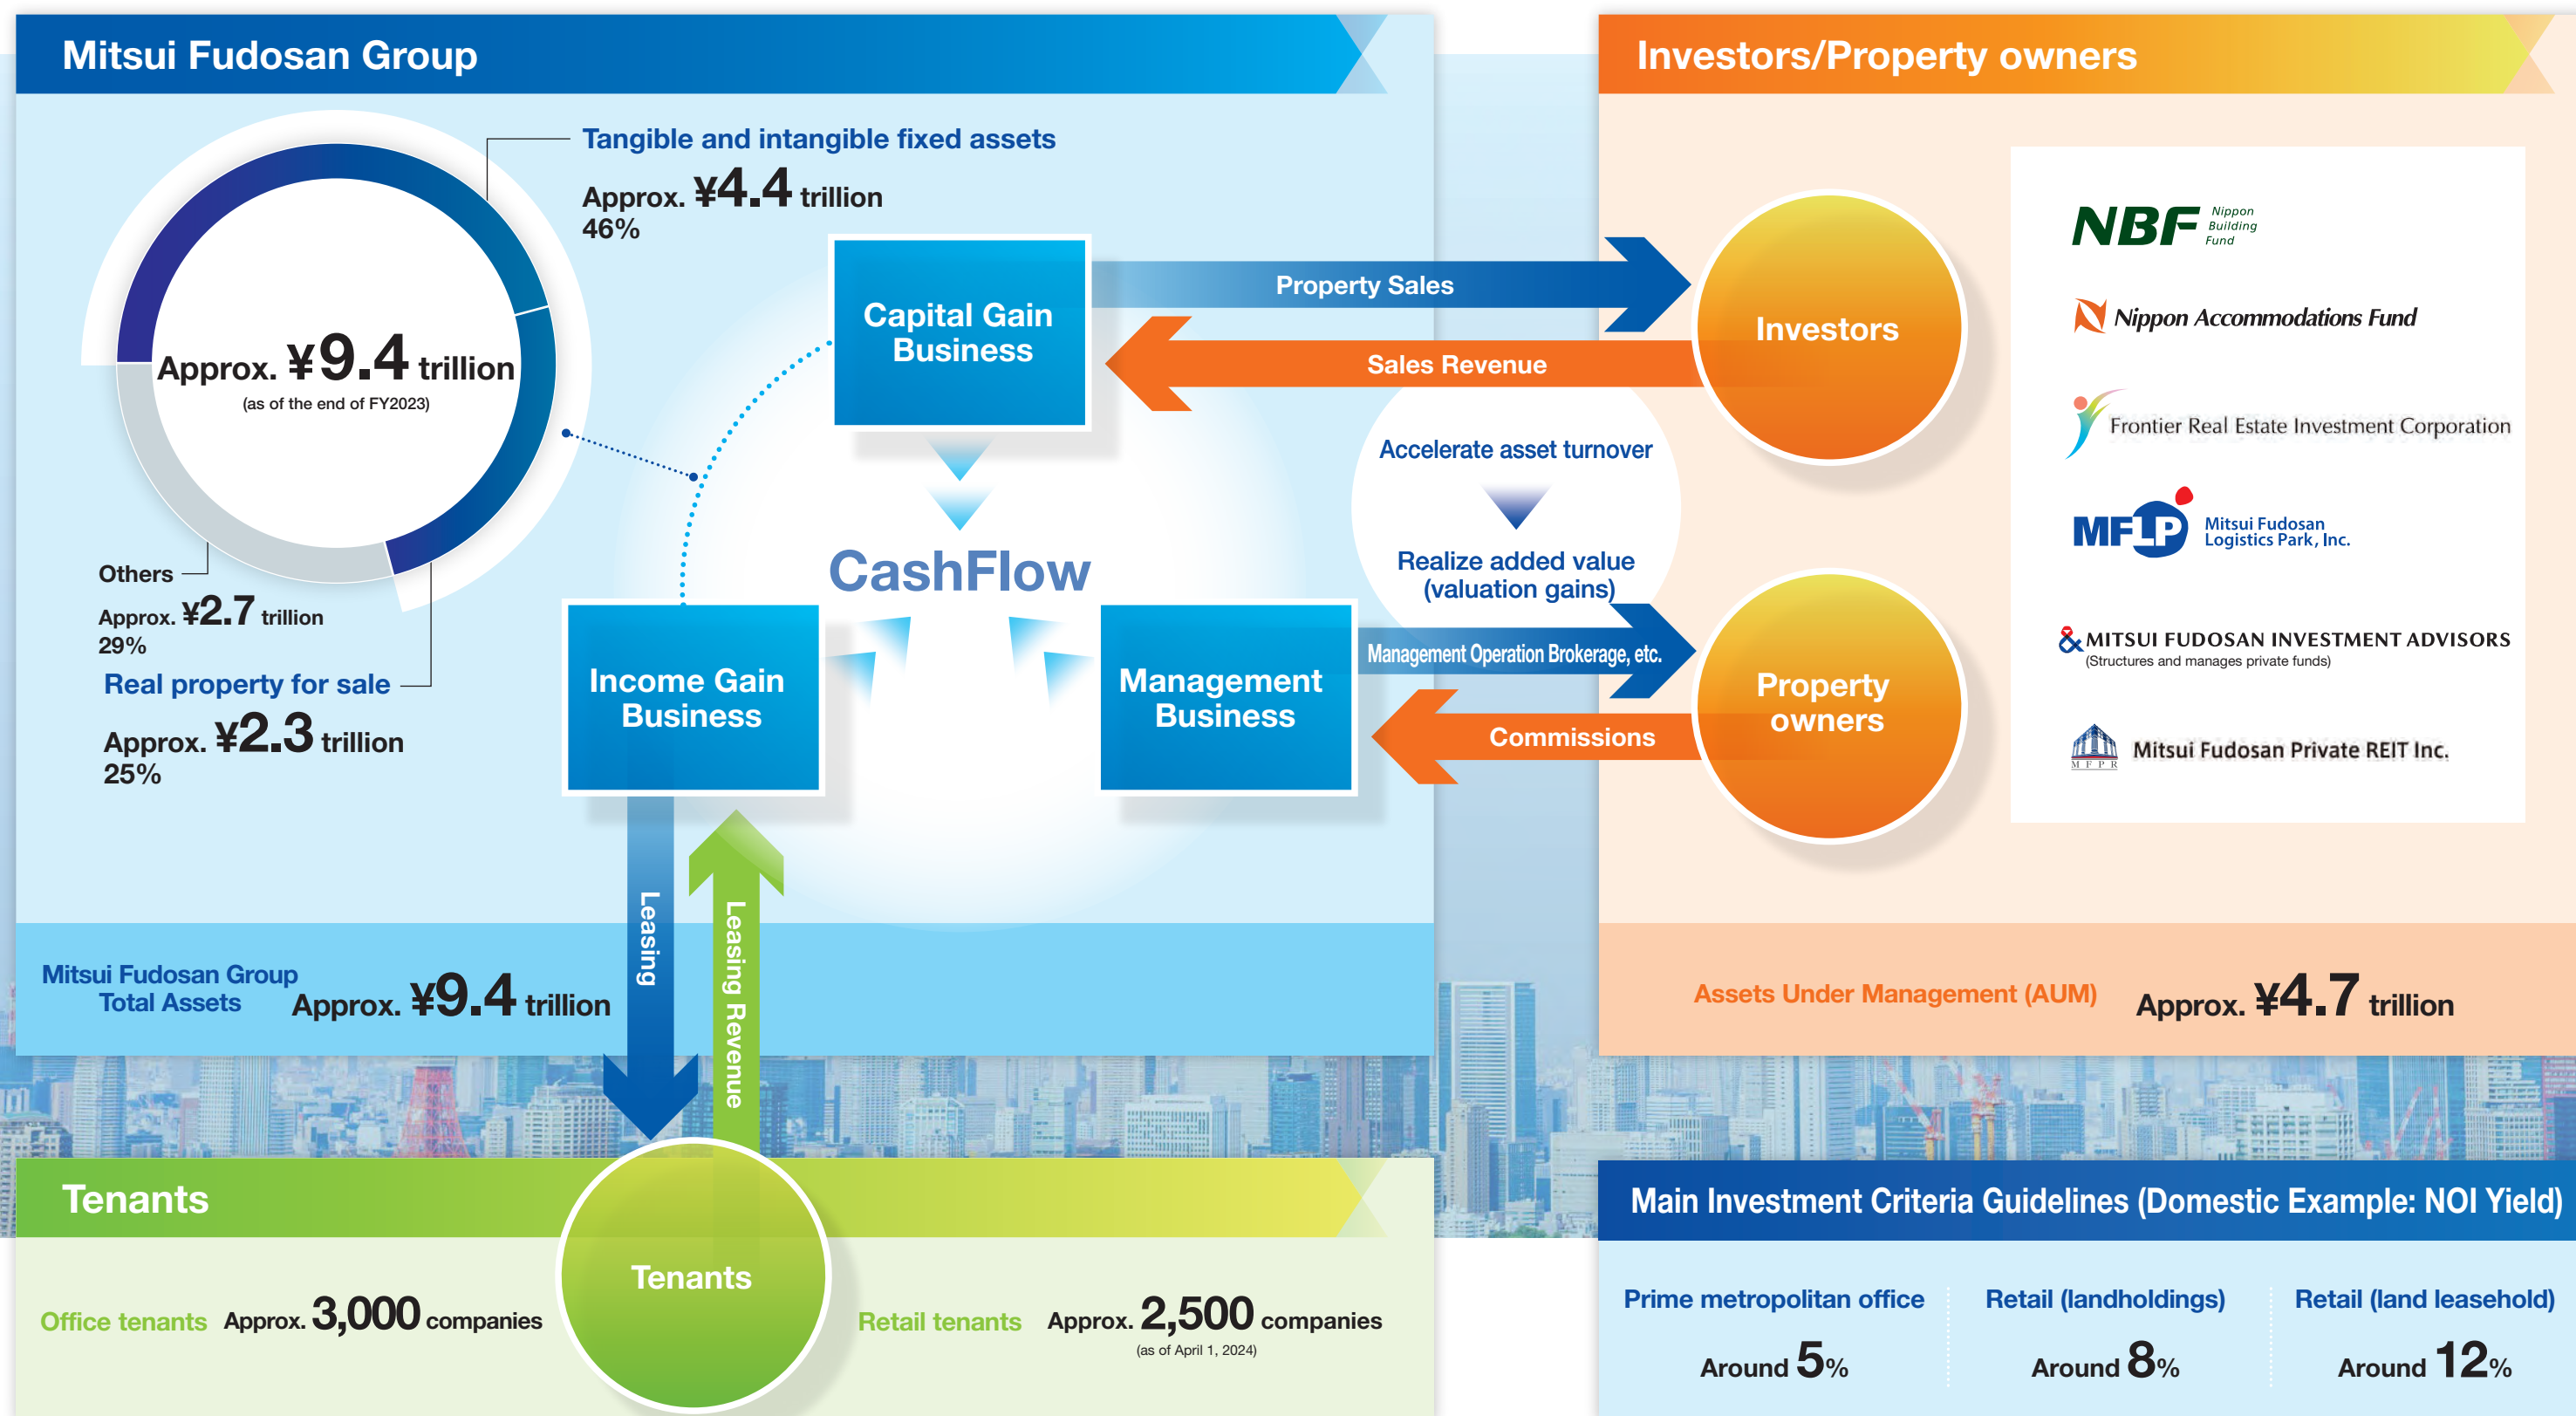 Mitsui Fudosan Group
Tangible and intangible fixed assets
Approx. ¥4.4 trillion
46%
Approx. ¥9.4 trillion
(as of the end of FY2023)
Others
Approx. ¥2.7 trillion
29%
Real property for sale
Approx. ¥2.3 trillion
25%
Capital Gain
Business
CashFlow
Income Gain
Business
Management
Business
Property Sales
Sales Revenue
Accelerate asset turnover
Realize added value
(valuation gains)
Management Operation Brokerage, etc.
Commissions
Leasing
Leasing Revenue
Mitsui Fudosan Group
Total Assets
Approx. ¥9.4 trillion
Investors/Property owners
Investors
Property
owners
NBF Nippon
Building
Fund
Nippon Accommodations Fund
Frontier Real Estate Investment Corporation
MFLP Mitsui Fudosan
Logistics Park, Inc.
& MITSUI FUDOSAN INVESTMENT ADVISORS
(Structures and manages private funds)
MFPR
Mitsui Fudosan Private REIT Inc.
Assets Under Management (AUM) Approx. ¥4.7 trillion
Tenants
Tenants
Office tenants Approx. 3,000 companies
Retail tenants Approx. 2,500 companies
(as of April 1, 2024)
Main Investment Criteria Guidelines (Domestic Example: NOI Yield)
Prime metropolitan office
Around 5%
Retail (landholdings)
Around 8%
Retail (land leasehold)
Around 12%